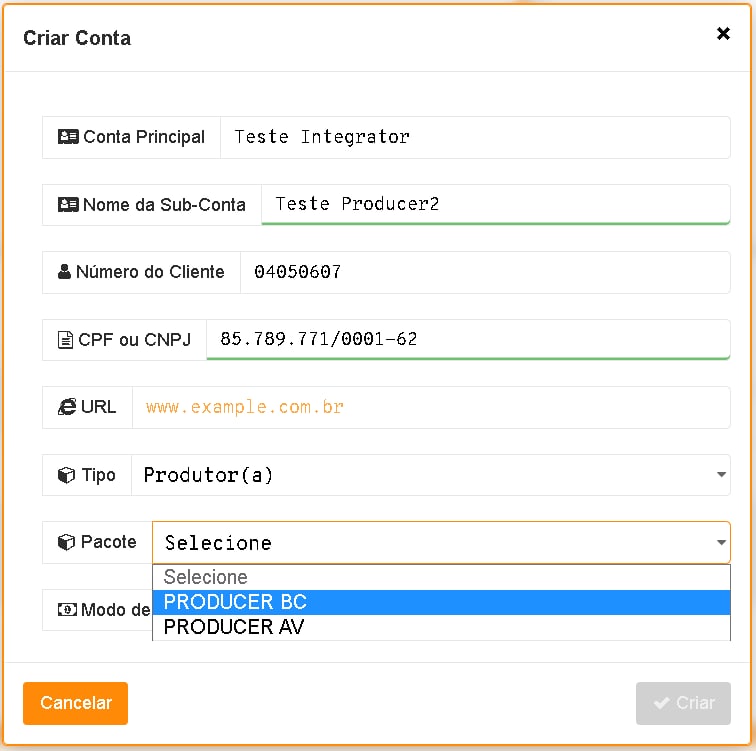 Criar Conta
Conta Principal Teste Integrator
Nome da Sub-Conta Teste Producer2
Número do Cliente 04050607
CPF ou CNPJ 85.789.771/0001-62
URL www.example.com.br
Tipo Produtor(a)
Pacote Selecione
Selecione
PRODUCER BC
Modo de
PRODUCER AV
Cancelar Criar